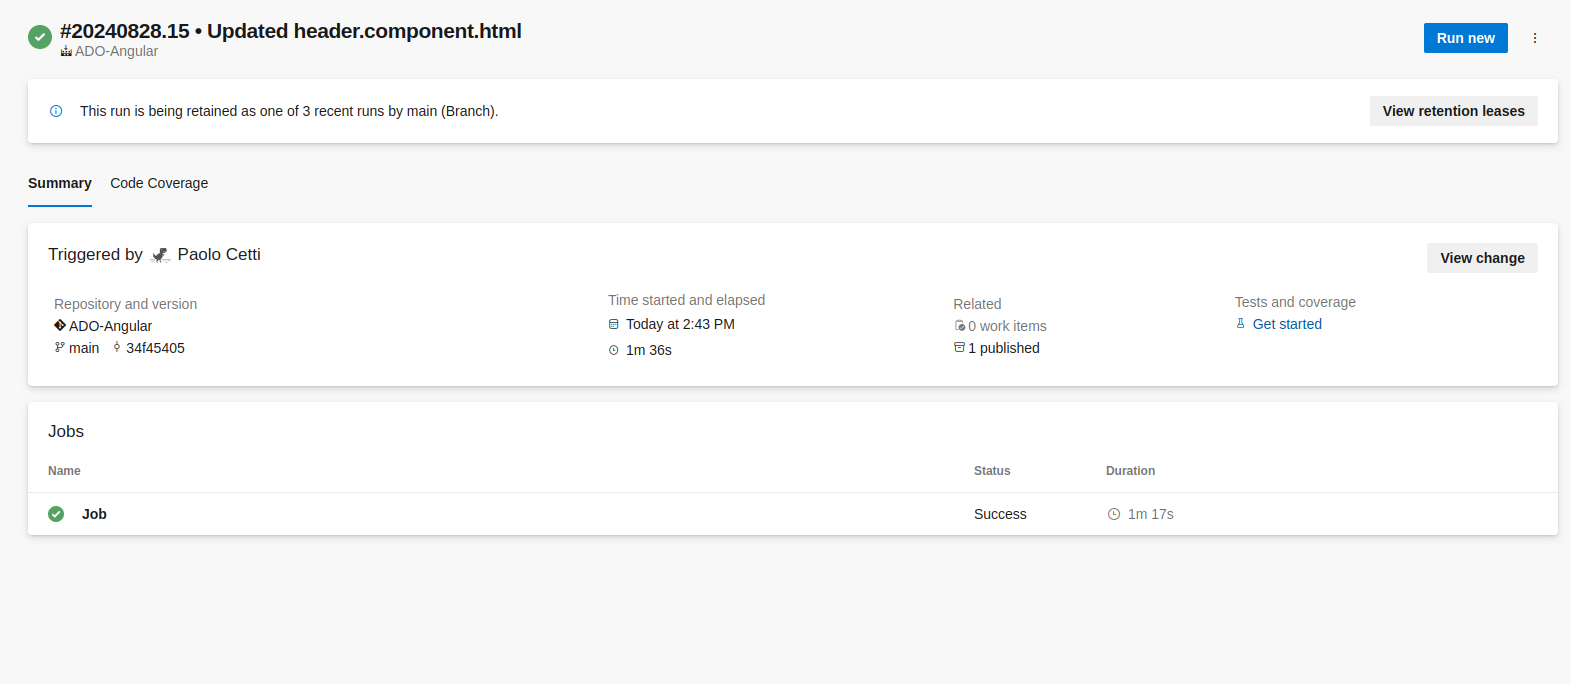 #20240828.15 • Updated header.component.html
ADO-Angular
Run new
This run is being retained as one of 3 recent runs by main (Branch).
View retention leases
Summary
Code Coverage
Triggered by Paolo Cetti
View change
Repository and version
ADO-Angular
main 34f45405
Time started and elapsed
Today at 2:43 PM
1m 36s
Related
0 work items
1 published
Tests and coverage
Get started
Jobs
Name Status Duration
Job Success 1m 17s